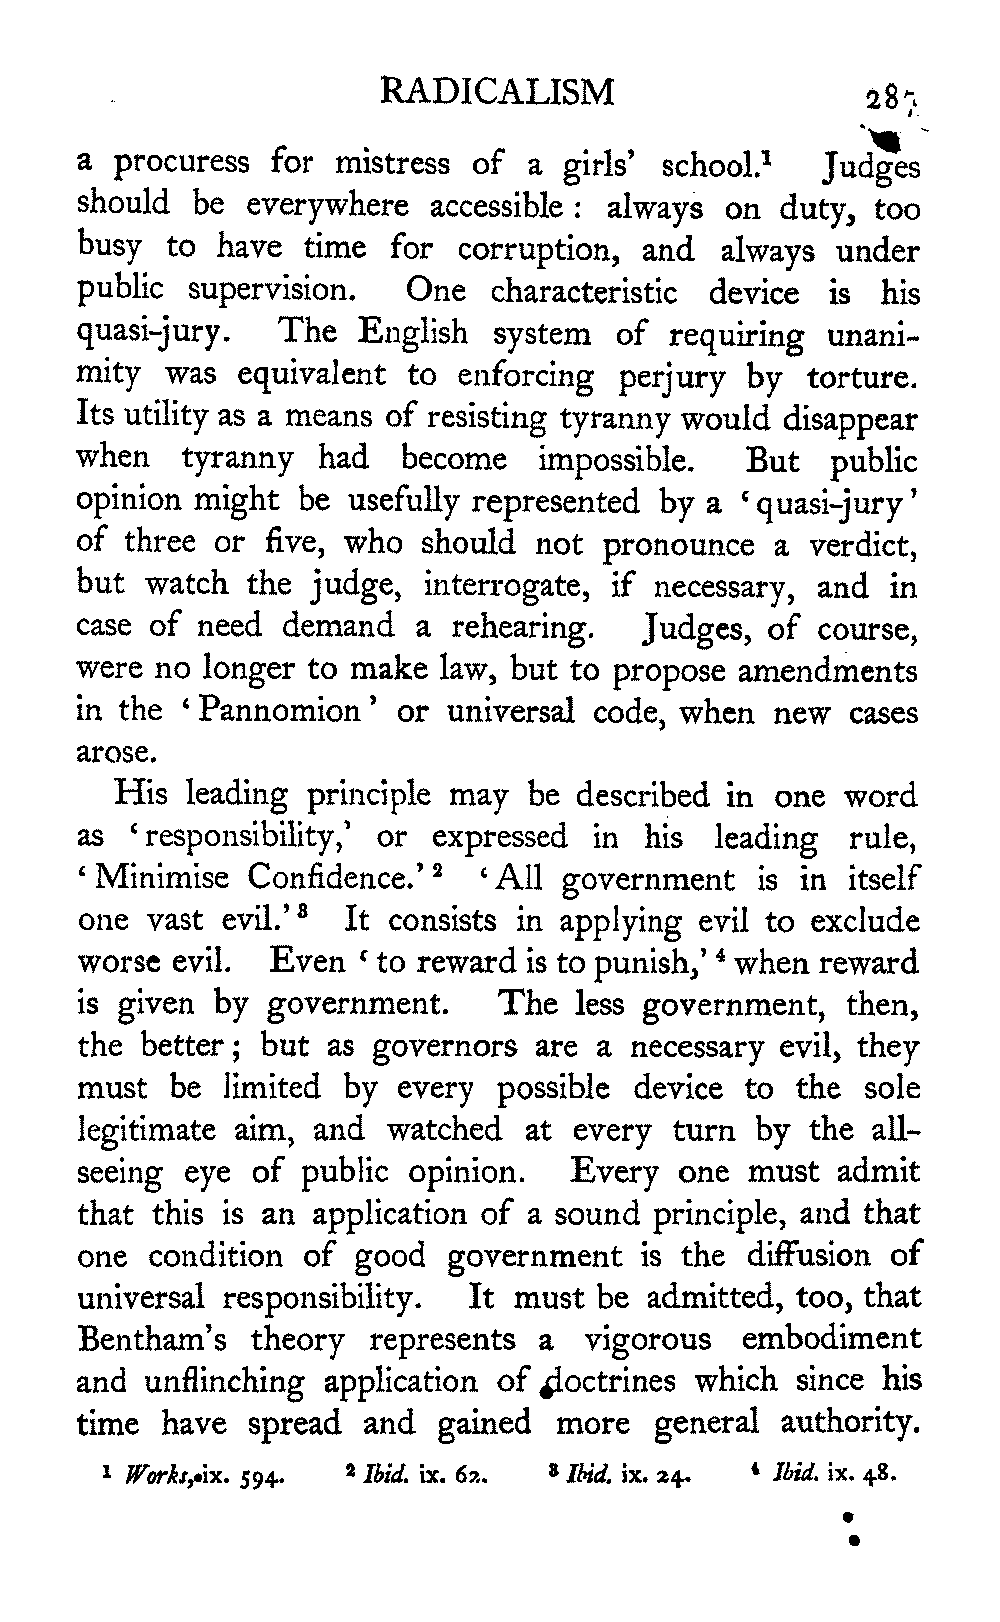 RADICALISM 287
a procuress for mistress of a girls' school.¹ Judges
should be everywhere accessible : always on duty, too
busy to have time for corruption, and always under
public supervision. One characteristic device is his
quasi-jury. The English system of requiring unani-
mity was equivalent to enforcing perjury by torture.
Its utility as a means of resisting tyranny would disappear
when tyranny had become impossible. But public
opinion might be usefully represented by a ‘ quasi-jury ’
of three or five, who should not pronounce a verdict,
but watch the judge, interrogate, if necessary, and in
case of need demand a rehearing. Judges, of course,
were no longer to make law, but to propose amendments
in the ‘ Pannomion ’ or universal code, when new cases
arose.
His leading principle may be described in one word
as ‘ responsibility,’ or expressed in his leading rule,
‘ Minimise Confidence.’ ² ‘ All government is in itself
one vast evil.’ ³ It consists in applying evil to exclude
worse evil. Even ‘ to reward is to punish,’ ⁴ when reward
is given by government. The less government, then,
the better ; but as governors are a necessary evil, they
must be limited by every possible device to the sole
legitimate aim, and watched at every turn by the all-
seeing eye of public opinion. Every one must admit
that this is an application of a sound principle, and that
one condition of good government is the diffusion of
universal responsibility. It must be admitted, too, that
Bentham's theory represents a vigorous embodiment
and unflinching application of doctrines which since his
time have spread and gained more general authority.
¹ Works, ix. 594. ² Ibid. ix. 62. ³ Ibid. ix. 24. ⁴ Ibid. ix. 48.